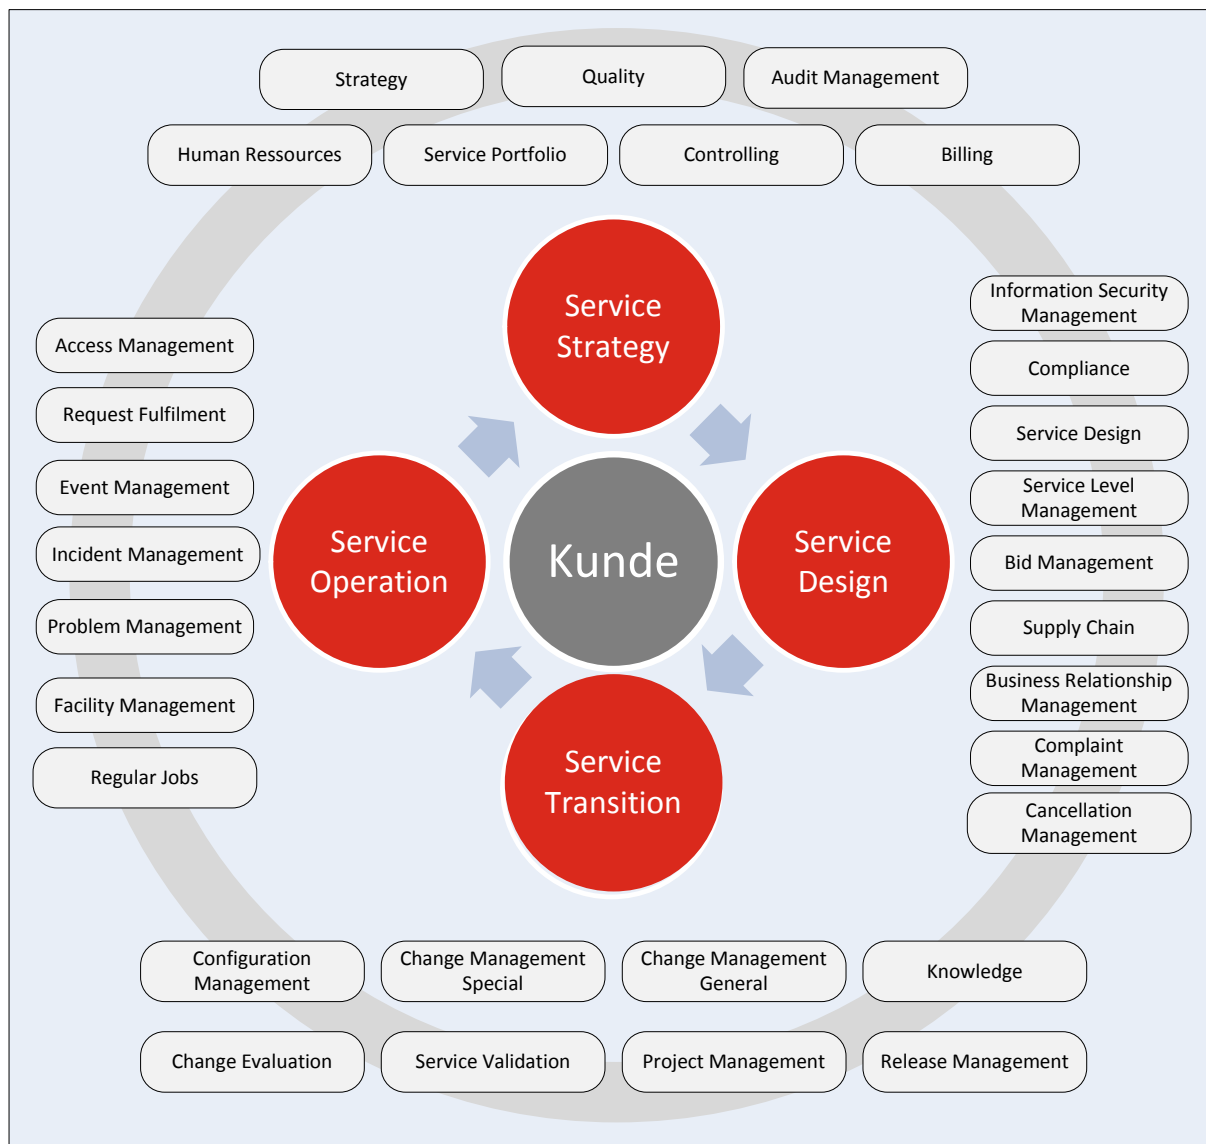 Strategy
Quality
Audit Management
Human Ressources
Service Portfolio
Controlling
Billing
Service
Strategy
Access Management
Request Fulfilment
Event Management
Incident Management
Problem Management
Facility Management
Regular Jobs
Service
Operation
Kunde
Service
Design
Information Security
Management
Compliance
Service Design
Service Level
Management
Bid Management
Supply Chain
Business Relationship
Management
Complaint
Management
Cancellation
Management
Service
Transition
Configuration
Management
Change Management
Special
Change Management
General
Knowledge
Change Evaluation
Service Validation
Project Management
Release Management